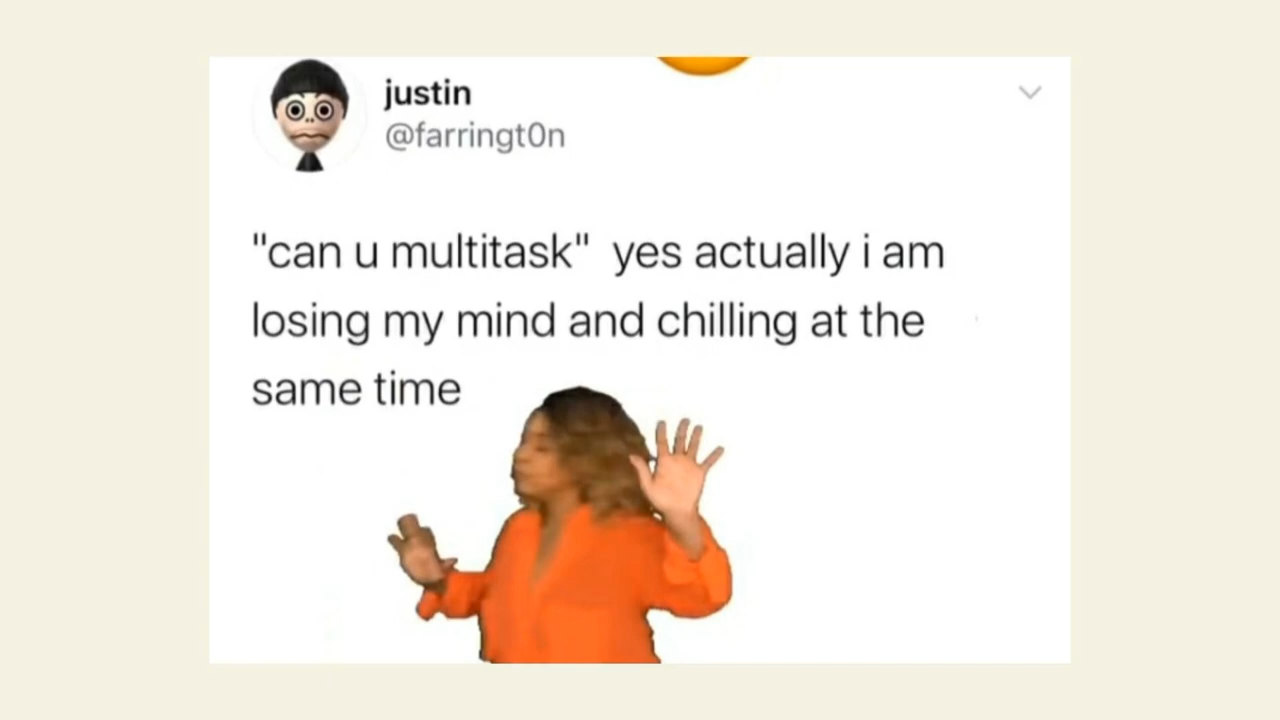 justin
@farringt0n
"can u multitask"  yes actually i am
losing my mind and chilling at the
same time